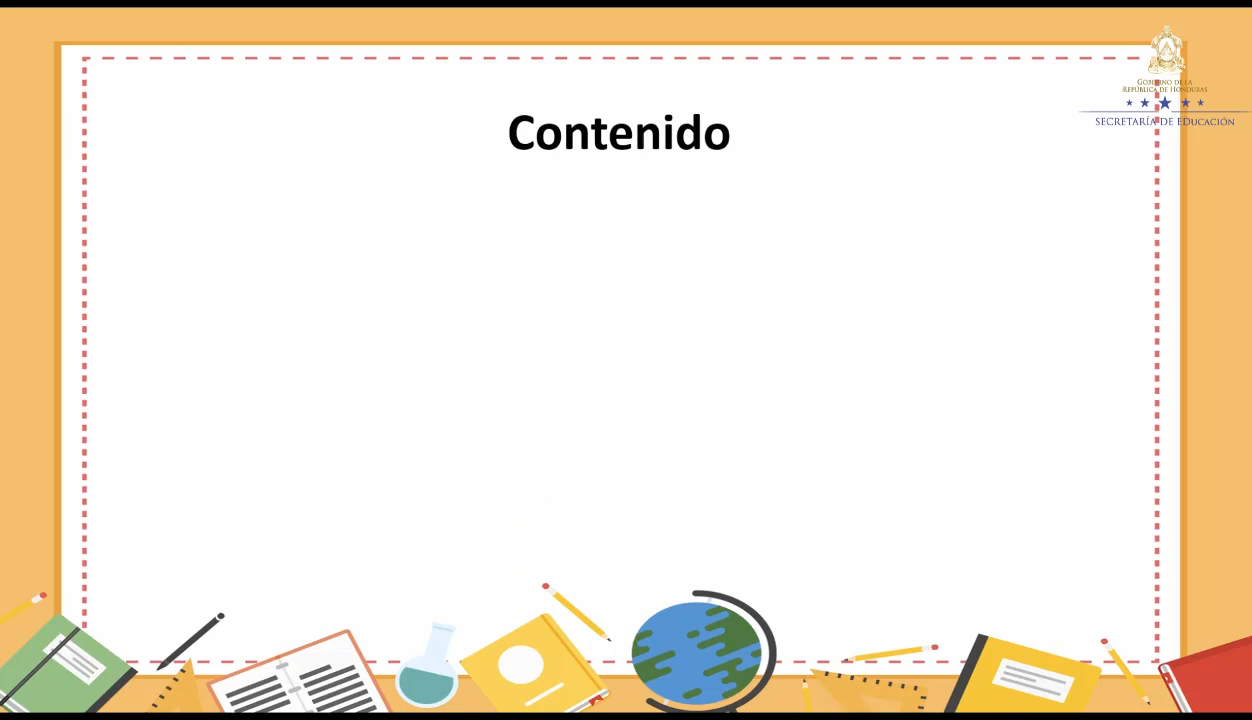 Contenido
GOBIERNO DE LA
REPÚBLICA DE HONDURAS
SECRETARÍA DE EDUCACIÓN